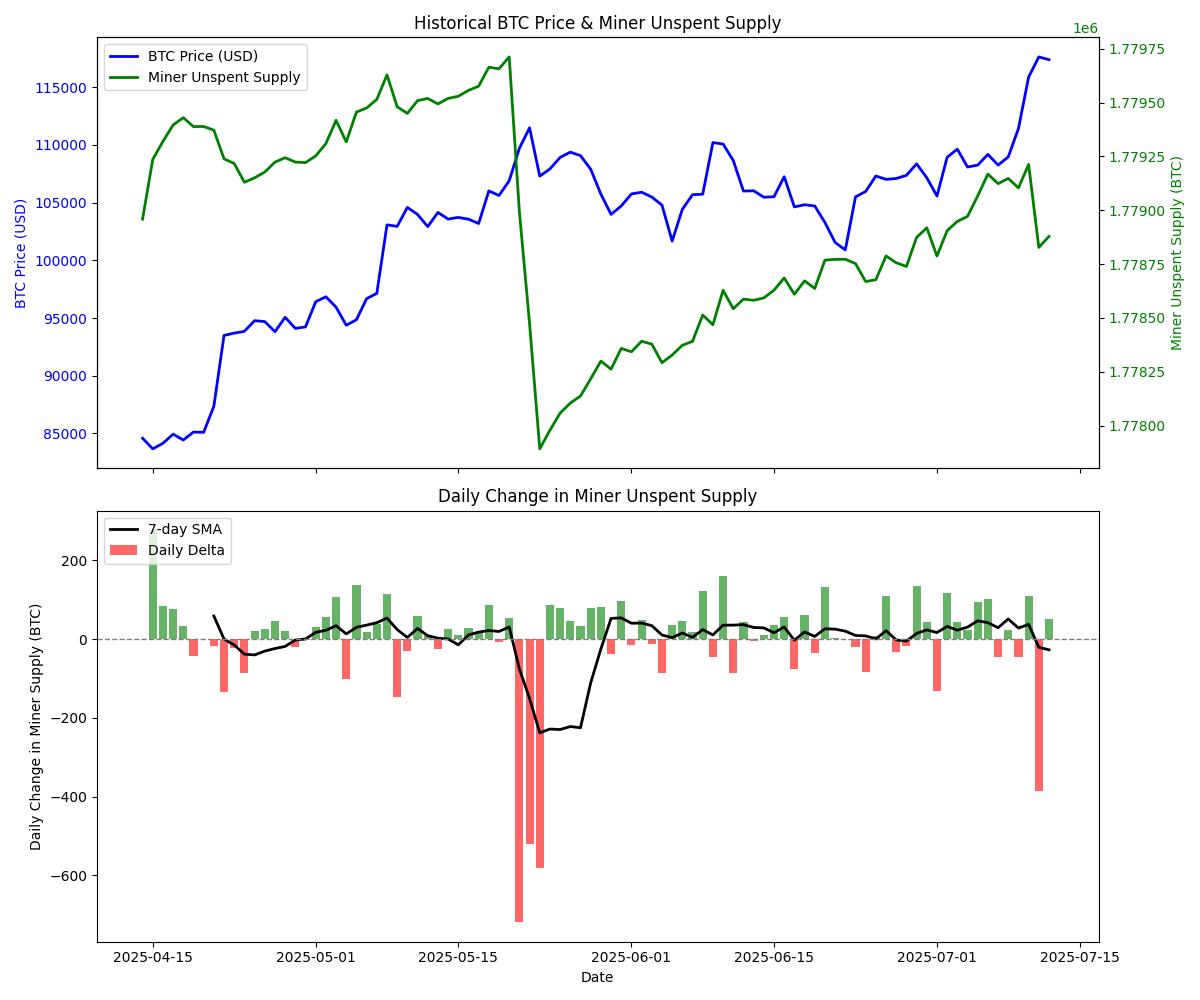 Historical BTC Price & Miner Unspent Supply
1e6
BTC Price (USD)
Miner Unspent Supply
115000
110000
105000
100000
95000
90000
85000
BTC Price (USD)
1.77975
1.77950
1.77925
1.77900
1.77875
1.77850
1.77825
1.77800
Miner Unspent Supply (BTC)
Daily Change in Miner Unspent Supply
7-day SMA
Daily Delta
200
0
−200
−400
−600
Daily Change in Miner Supply (BTC)
2025-04-15
2025-05-01
2025-05-15
2025-06-01
2025-06-15
2025-07-01
2025-07-15
Date